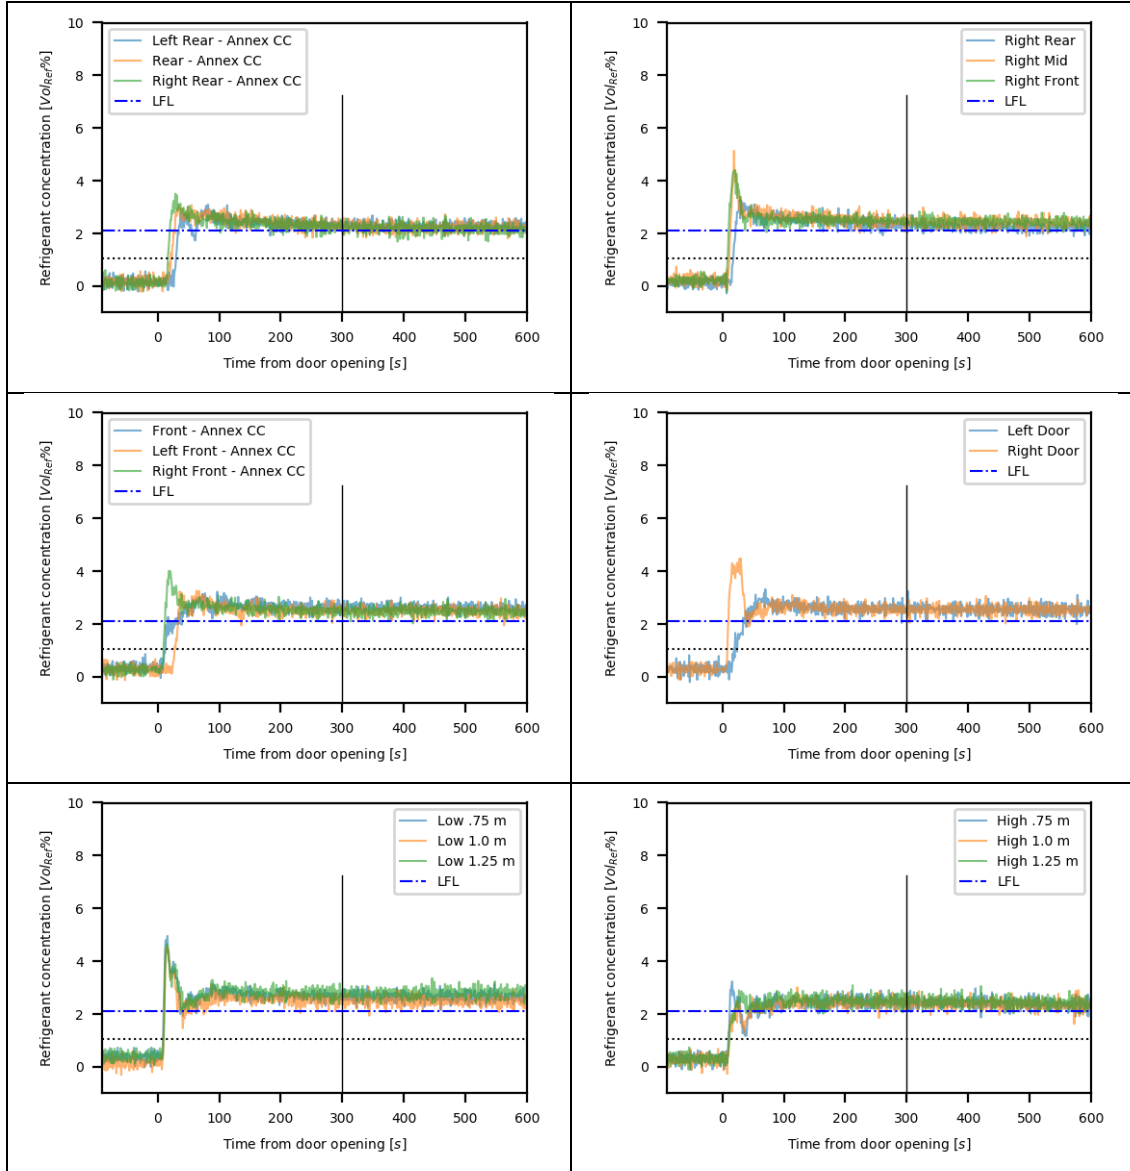 Refrigerant concentration [Vol_Ref%]
10
8
6
4
2
0
Left Rear - Annex CC
Rear - Annex CC
Right Rear - Annex CC
LFL
0 100 200 300 400 500 600
Time from door opening [s]
Refrigerant concentration [Vol_Ref%]
10
8
6
4
2
0
Right Rear
Right Mid
Right Front
LFL
0 100 200 300 400 500 600
Time from door opening [s]
Refrigerant concentration [Vol_Ref%]
10
8
6
4
2
0
Front - Annex CC
Left Front - Annex CC
Right Front - Annex CC
LFL
0 100 200 300 400 500 600
Time from door opening [s]
Refrigerant concentration [Vol_Ref%]
10
8
6
4
2
0
Left Door
Right Door
LFL
0 100 200 300 400 500 600
Time from door opening [s]
Refrigerant concentration [Vol_Ref%]
10
8
6
4
2
0
Low .75 m
Low 1.0 m
Low 1.25 m
LFL
0 100 200 300 400 500 600
Time from door opening [s]
Refrigerant concentration [Vol_Ref%]
10
8
6
4
2
0
High .75 m
High 1.0 m
High 1.25 m
LFL
0 100 200 300 400 500 600
Time from door opening [s]